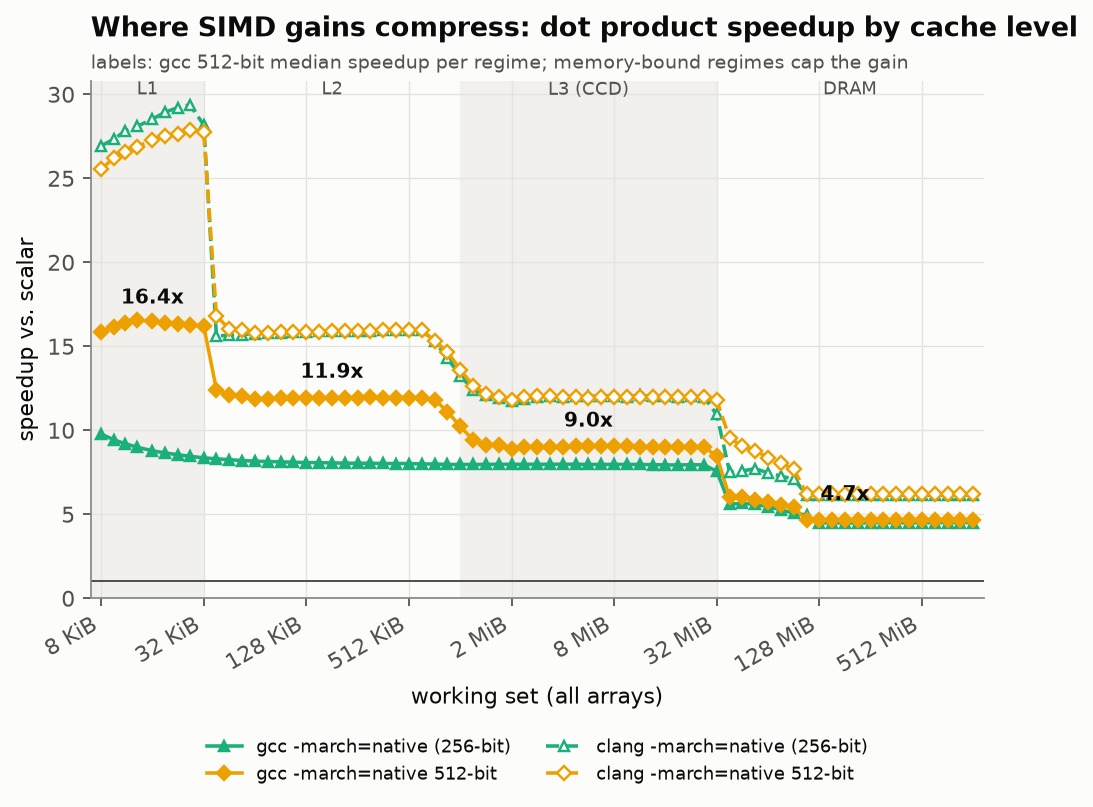 Where SIMD gains compress: dot product speedup by cache level
labels: gcc 512-bit median speedup per regime; memory-bound regimes cap the gain
L1 L2 L3 (CCD) DRAM
30
25
20
15
10
5
0
speedup vs. scalar
16.4x
11.9x
9.0x
4.7x
8 KiB 32 KiB 128 KiB 512 KiB 2 MiB 8 MiB 32 MiB 128 MiB 512 MiB
working set (all arrays)
gcc -march=native (256-bit) clang -march=native (256-bit)
gcc -march=native 512-bit clang -march=native 512-bit